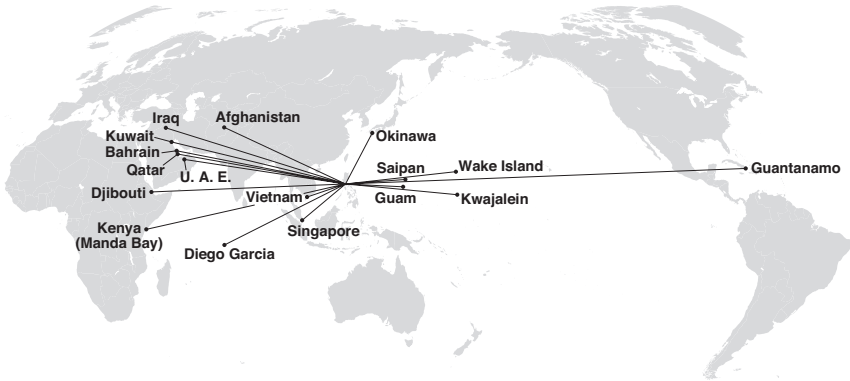 Iraq
Afghanistan
Kuwait
Okinawa
Bahrain
Qatar
U. A. E.
Saipan
Wake Island
Guantanamo
Djibouti
Vietnam
Guam
Kwajalein
Kenya
(Manda Bay)
Singapore
Diego Garcia